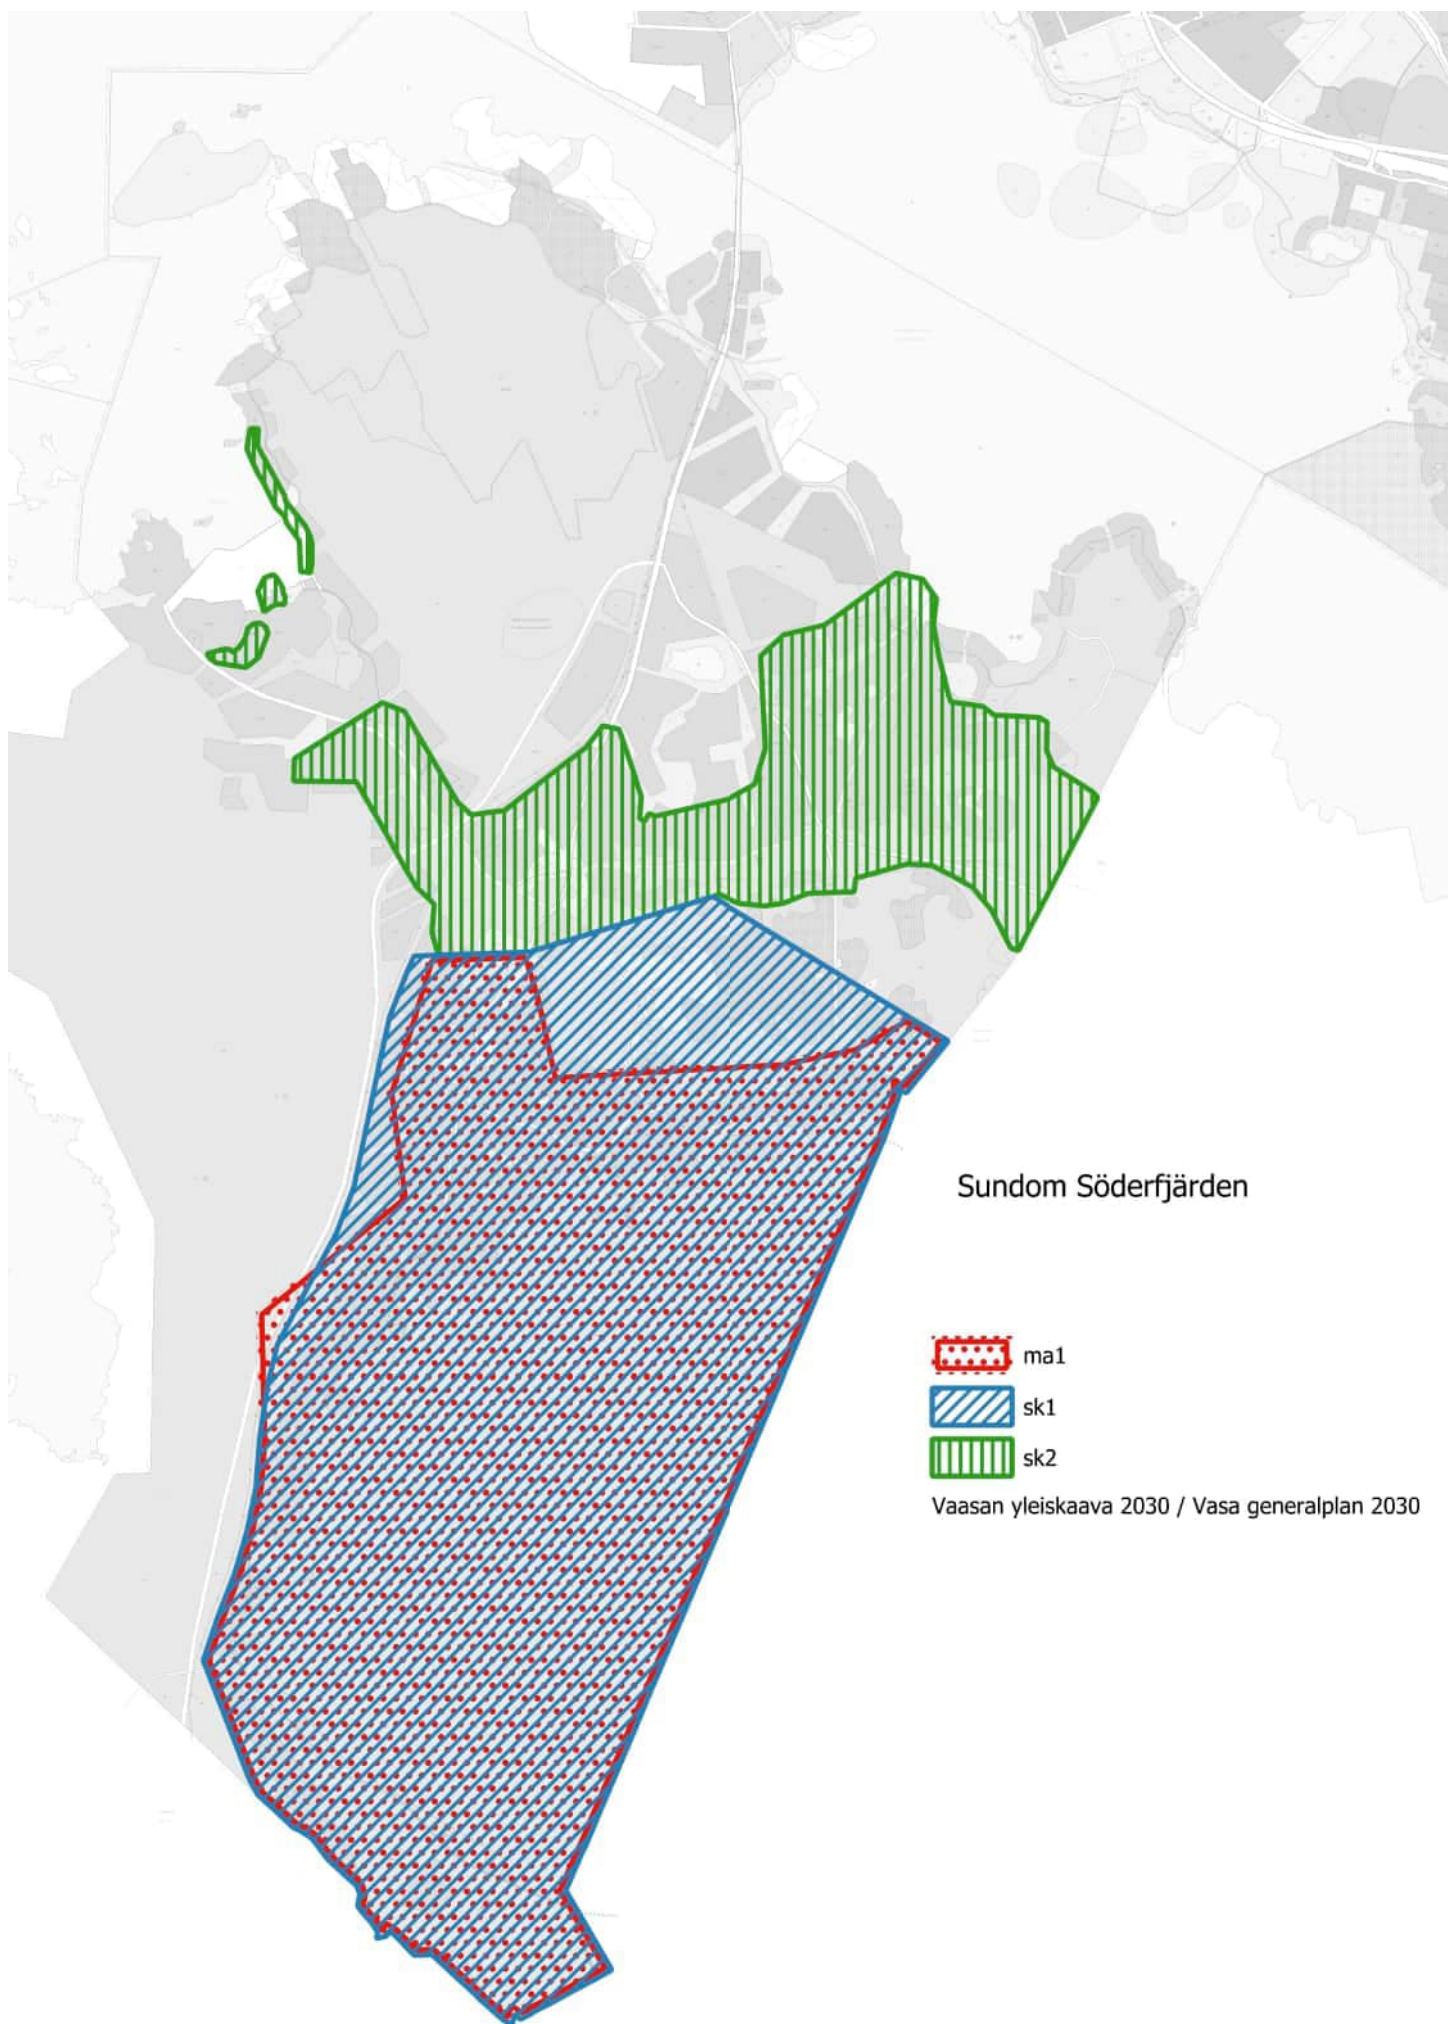 Sundom Söderfjärden
ma1
sk1
sk2
Vaasan yleiskaava 2030 / Vasa generalplan 2030